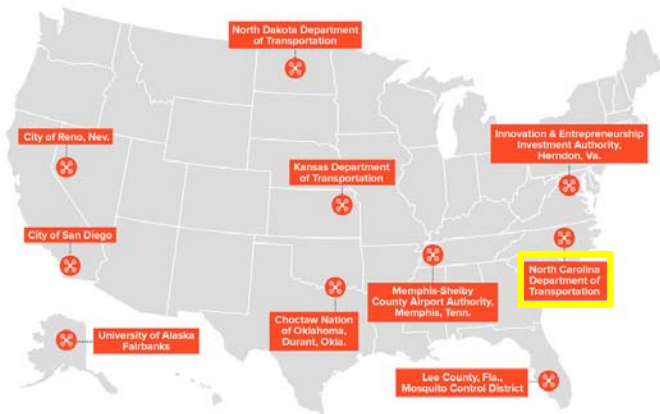 North Dakota Department
of Transportation
City of Reno, Nev.
Innovation & Entrepreneurship
Investment Authority,
Herndon, Va.
Kansas Department
of Transportation
City of San Diego
North Carolina
Department of
Transportation
Memphis-Shelby
County Airport Authority,
Memphis, Tenn.
Choctaw Nation
of Oklahoma,
Durant, Okla.
University of Alaska
Fairbanks
Lee County, Fla.,
Mosquito Control District